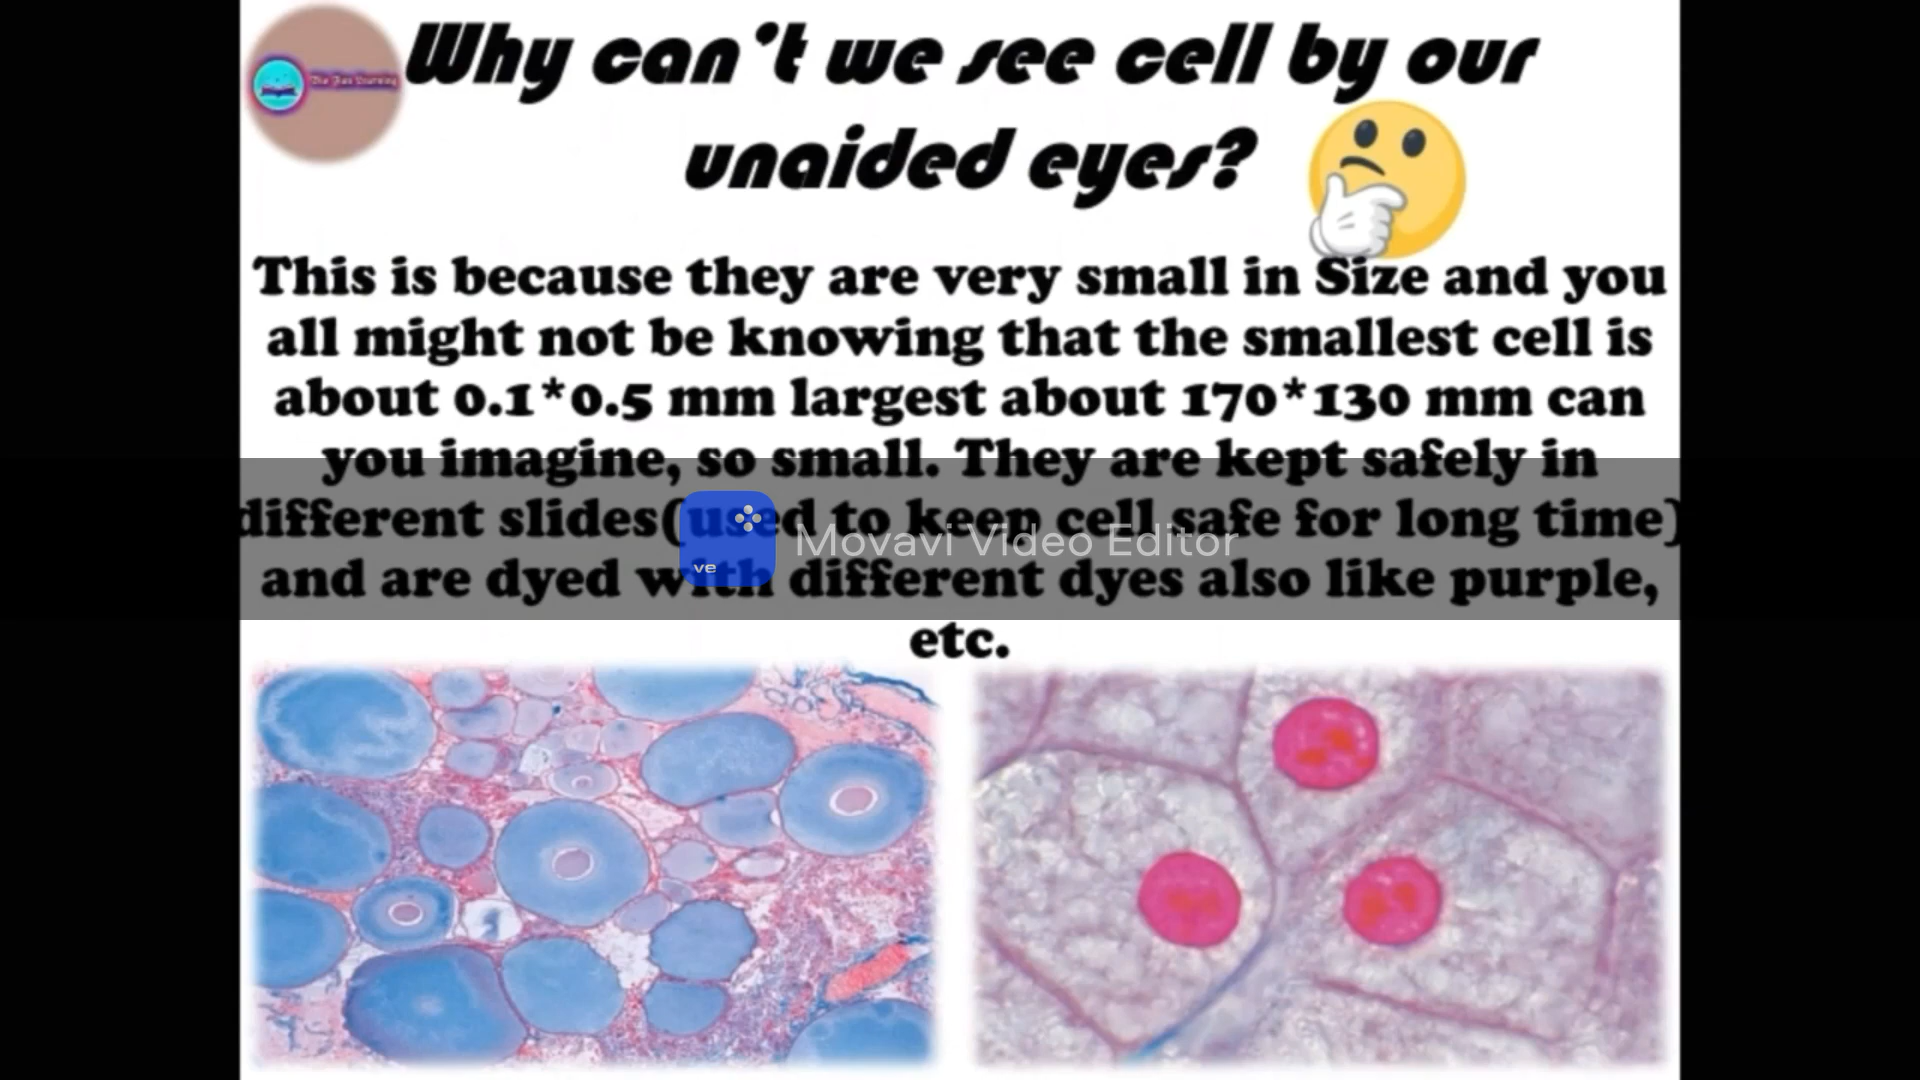 Why can't we see cell by our
unaided eyes?
This is because they are very small in Size and you
all might not be knowing that the smallest cell is
about 0.1*0.5 mm largest about 170*130 mm can
you imagine, so small. They are kept safely in
different slides(used to keep cell safe for long time)
and are dyed with different dyes also like purple,
etc.
ve
Movavi Video Editor